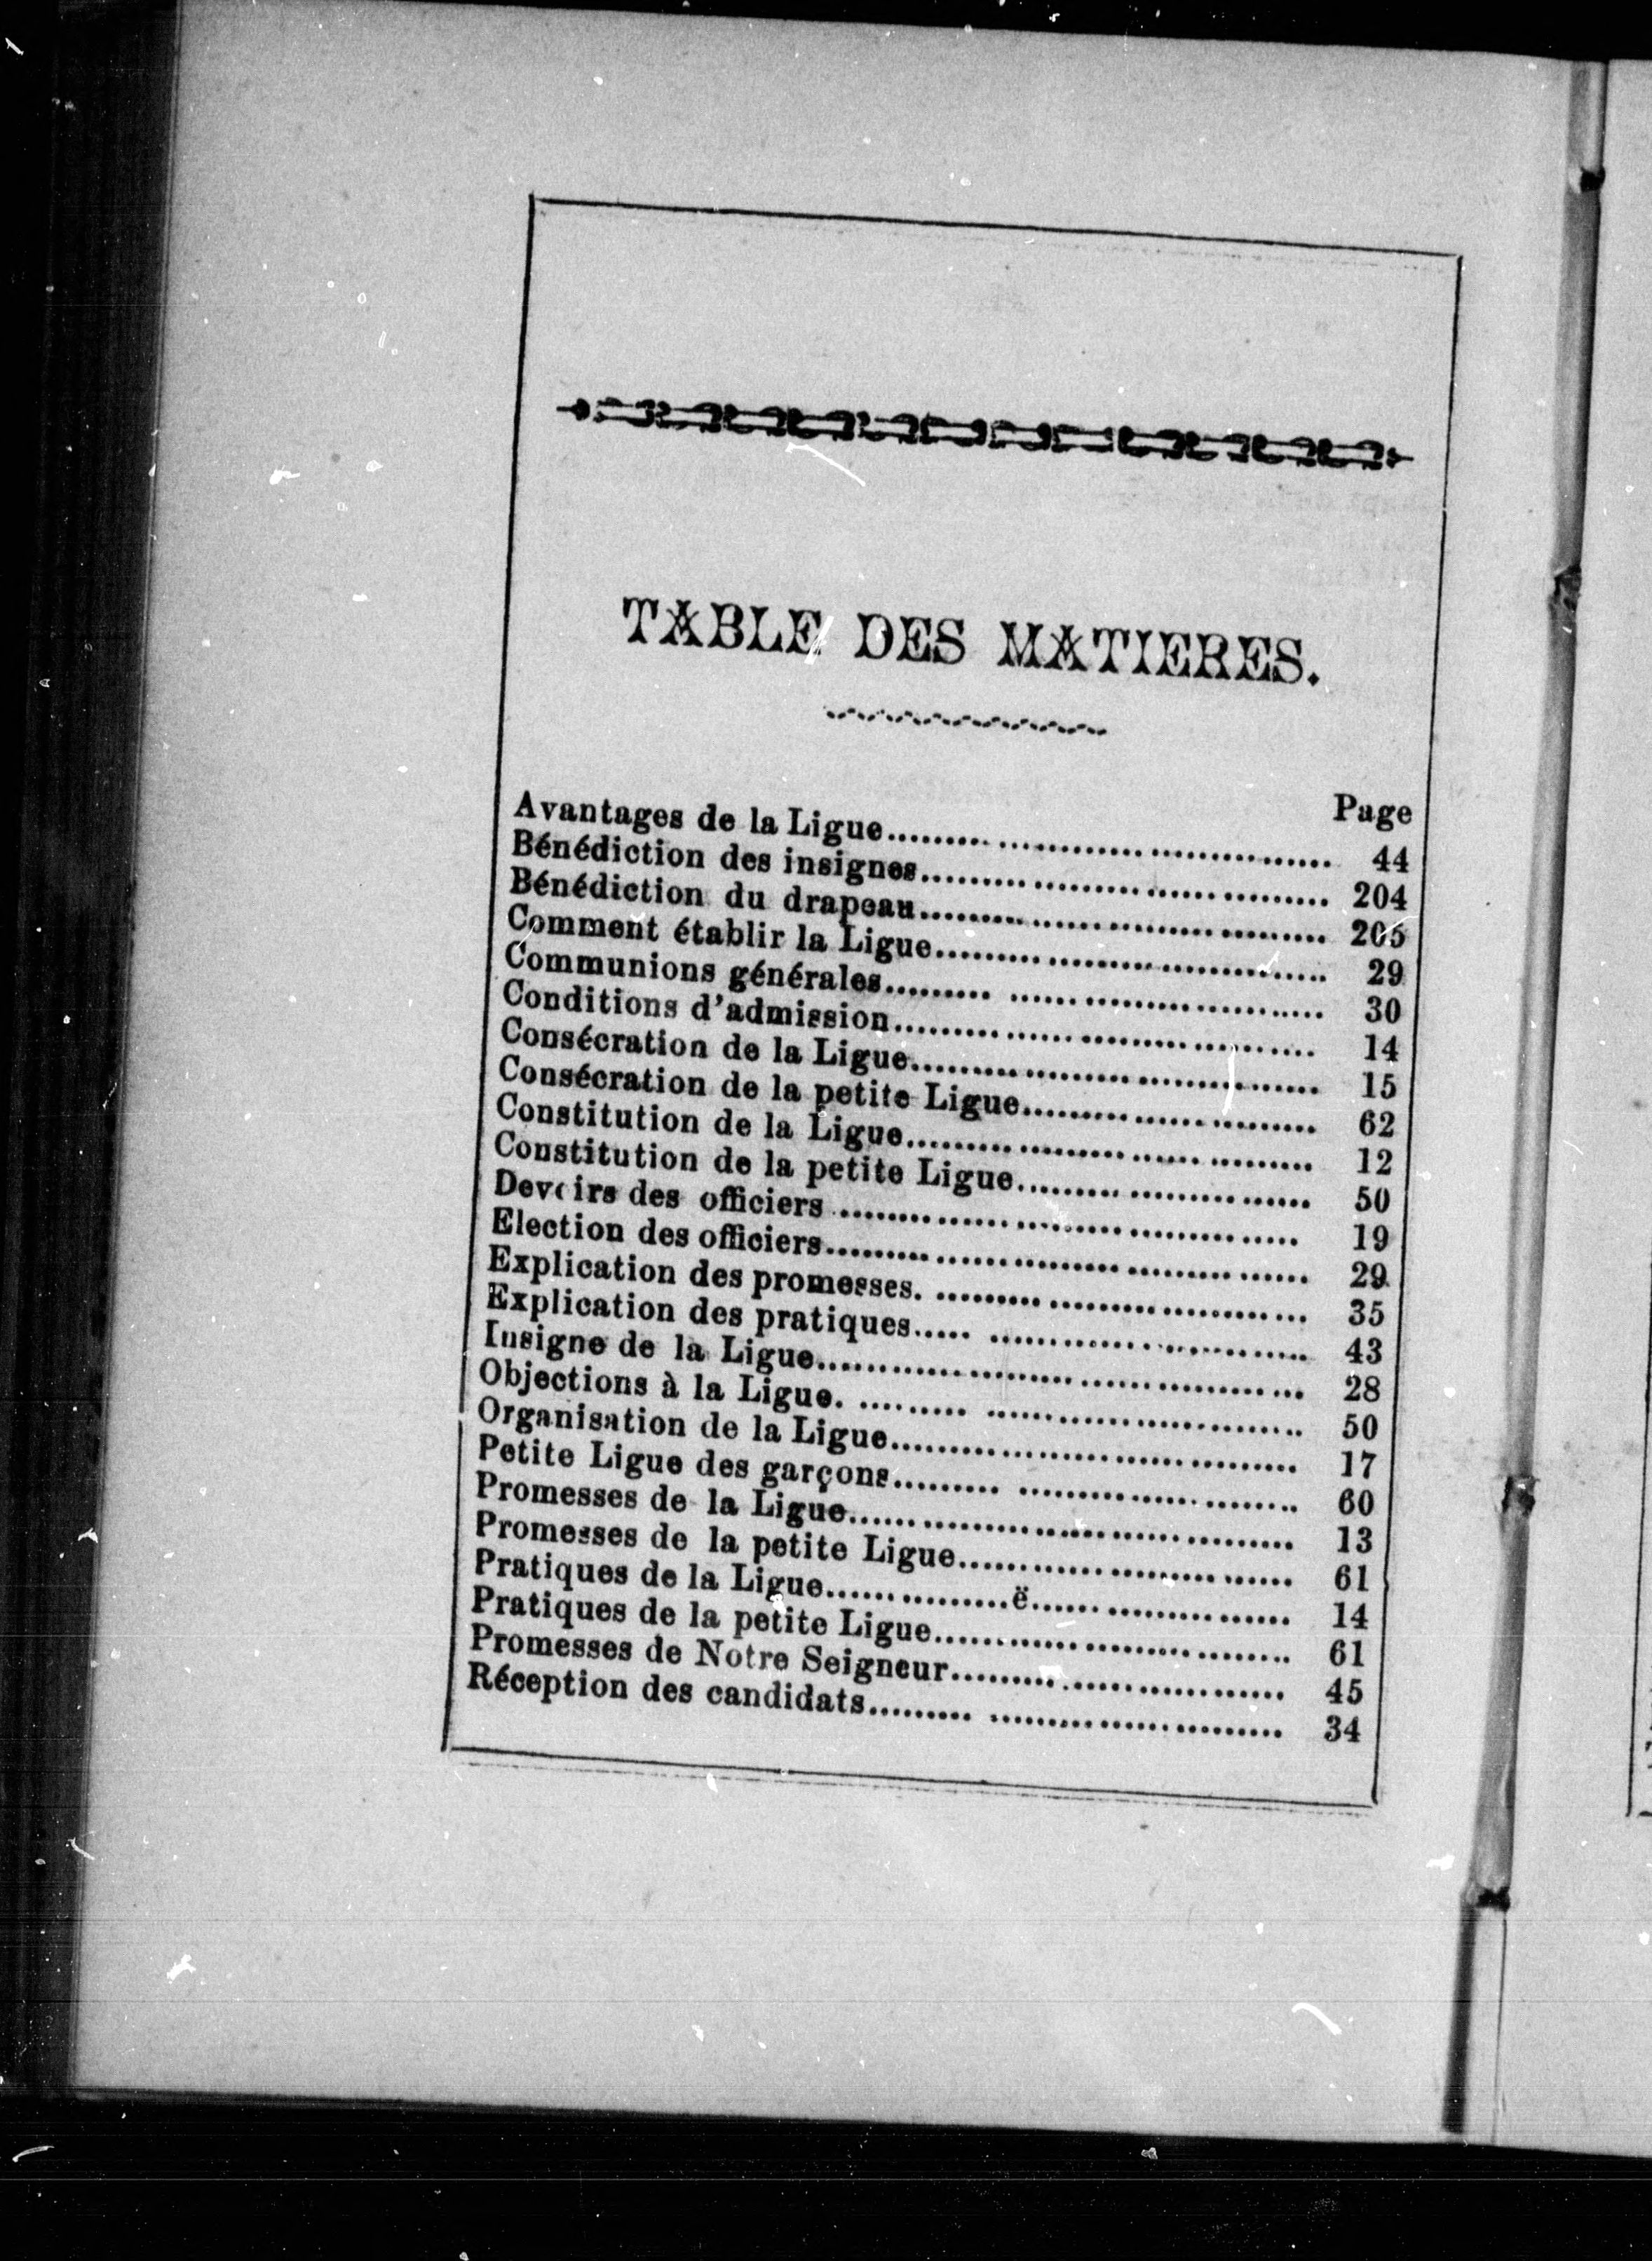 TABLE DES MATIERES.
Page
Avantages de la Ligue.................................................. 44
Bénédiction des insignes........................................... 204
Bénédiction du drapeau........................................... 205
Comment établir la Ligue.......................................... 29
Communions générales......... .................................. 30
Conditions d'admission............................................ 14
Consécration de la Ligue.......................................... 15
Consécration de la petite Ligue.............................. 62
Constitution de la Ligue.......................................... 12
Constitution de la petite Ligue.............................. 50
Devoirs des officiers ............................................. 19
Election des officiers............................................... 29
Explication des promesses. ..................................... 35
Explication des pratiques..... ................................. 43
Insigne de la Ligue.................................................. 28
Objections à la Ligue. ......... ................................. 50
Organisation de la Ligue.......................................... 17
Petite Ligue des garçons......... ............................. 60
Promesses de la Ligue............................................. 13
Promesses de la petite Ligue................................. 61
Pratiques de la Ligue................ë.......................... 14
Pratiques de la petite Ligue................................... 61
Promesses de Notre Seigneur................................. 45
Réception des candidats......... .............................. 34